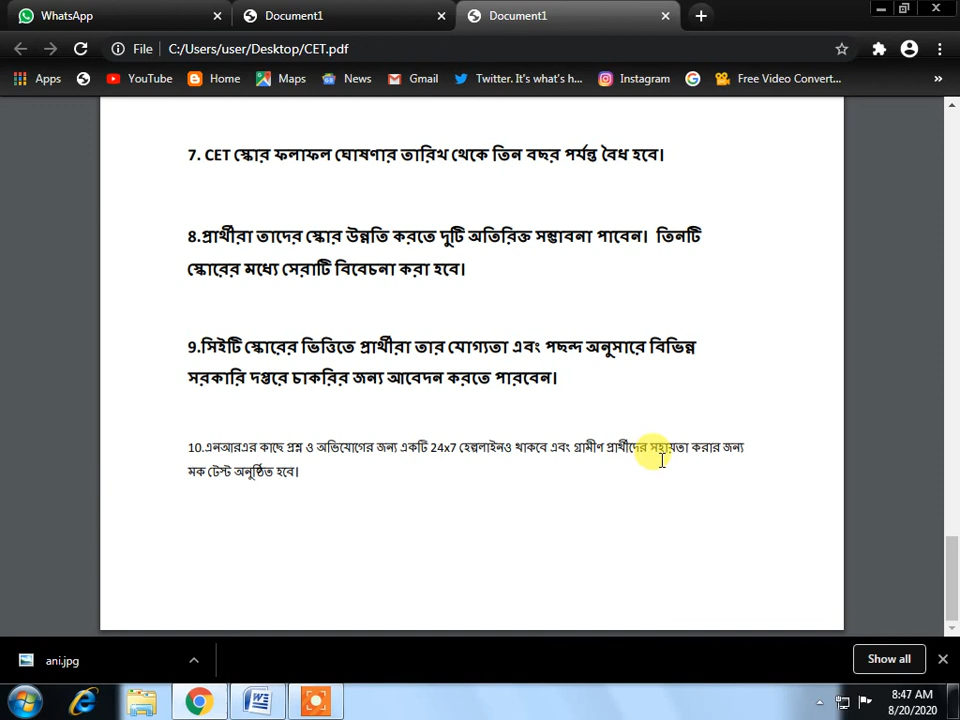 WhatsApp
Document1
Document1
File
C:/Users/user/Desktop/CET.pdf
Apps
YouTube
Home
Maps
News
Gmail
Twitter. It's what's h...
Instagram
Free Video Convert...
»
7. CET স্কোর ফলাফল ঘোষণার তারিখ থেকে তিন বছর পর্যন্ত বৈধ হবে।
8.প্রার্থীরা তাদের স্কোর উন্নতি করতে দুটি অতিরিক্ত সম্ভাবনা পাবেন। তিনটি
স্কোরের মধ্যে সেরাটি বিবেচনা করা হবে।
9.সিইটি স্কোরের ভিত্তিতে প্রার্থীরা তার যোগ্যতা এবং পছন্দ অনুসারে বিভিন্ন
সরকারি দপ্তরে চাকরির জন্য আবেদন করতে পারবেন।
10.এনআরএর কাছে প্রশ্ন ও অভিযোগের জন্য একটি 24x7 হেল্পলাইনও থাকবে এবং গ্রামীণ প্রার্থীদের সহায়তা করার জন্য
মক টেস্ট অনুষ্ঠিত হবে।
ani.jpg
Show all
8:47 AM
8/20/2020